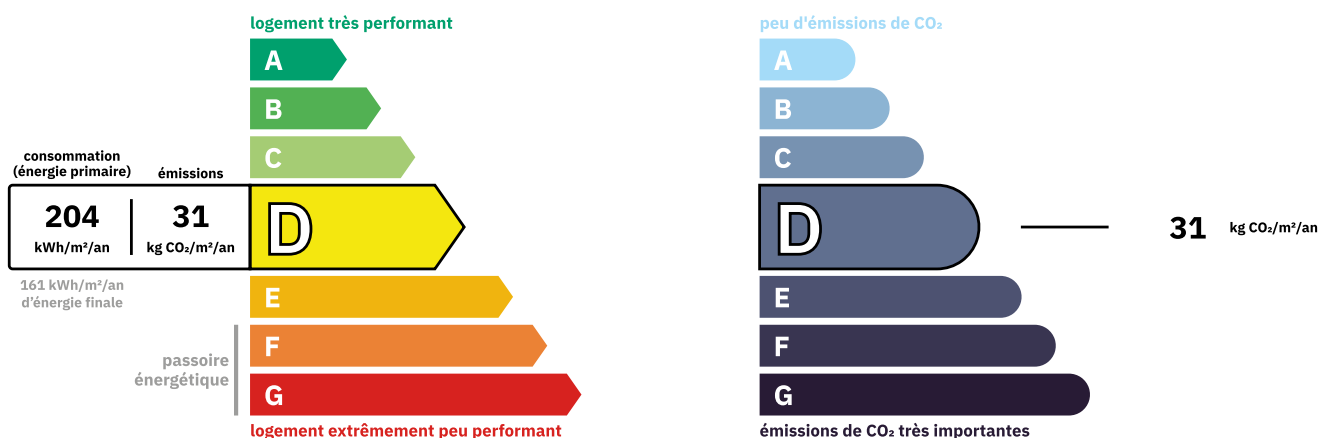 logement très performant
A
B
C
consommation
(énergie primaire)
émissions
204
kWh/m²/an
31
kg CO₂/m²/an
D
161 kWh/m²/an
d’énergie finale
E
passoire
énergétique
F
G
logement extrêmement peu performant
peu d'émissions de CO₂
A
B
C
D
31 kg CO₂/m²/an
E
F
G
émissions de CO₂ très importantes